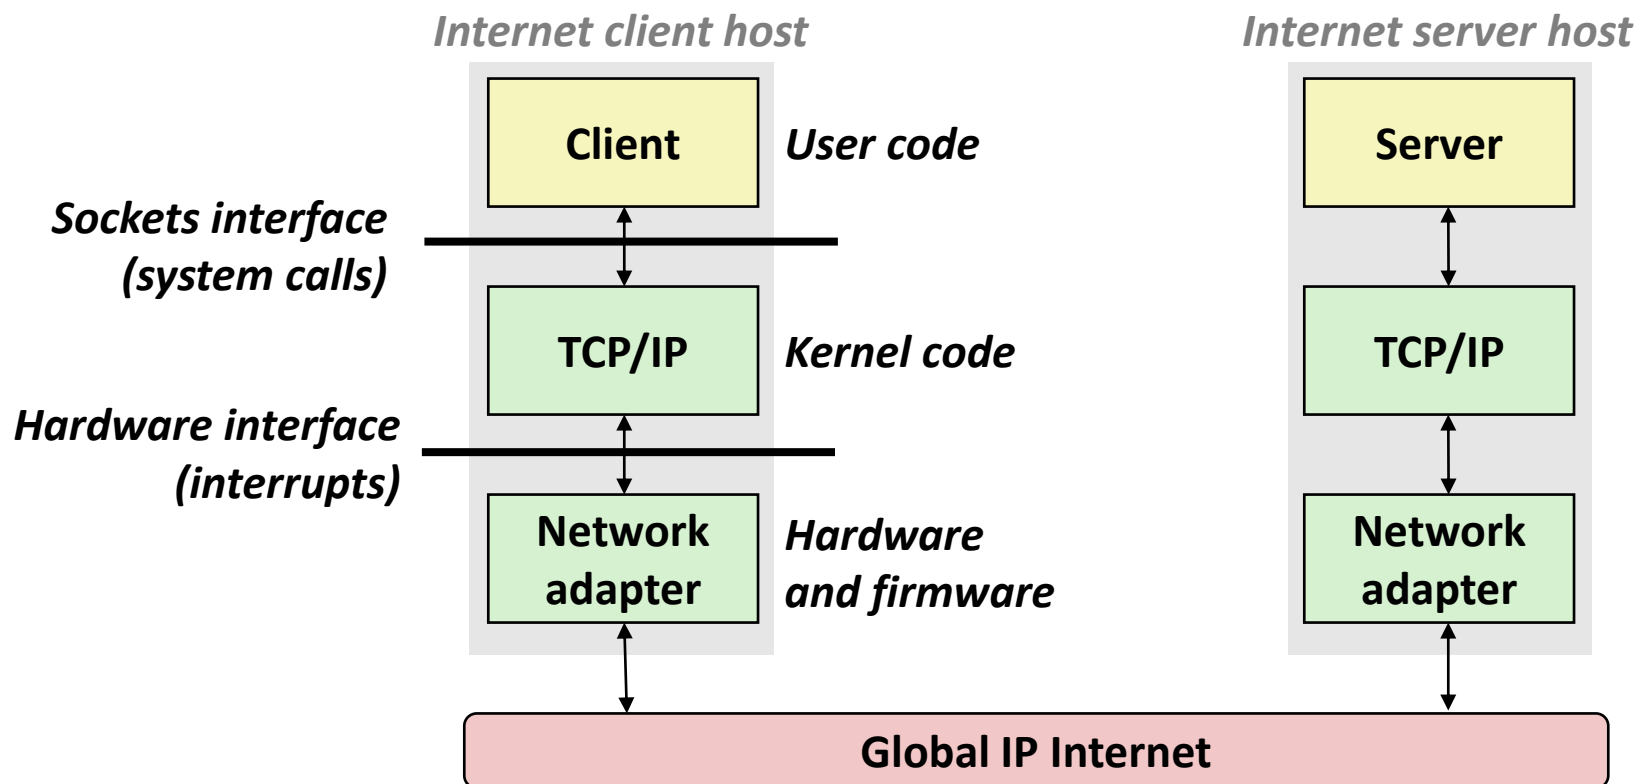 Internet client host
Internet server host
Client
User code
Server
Sockets interface
(system calls)
TCP/IP
Kernel code
TCP/IP
Hardware interface
(interrupts)
Network
adapter
Hardware
and firmware
Network
adapter
Global IP Internet